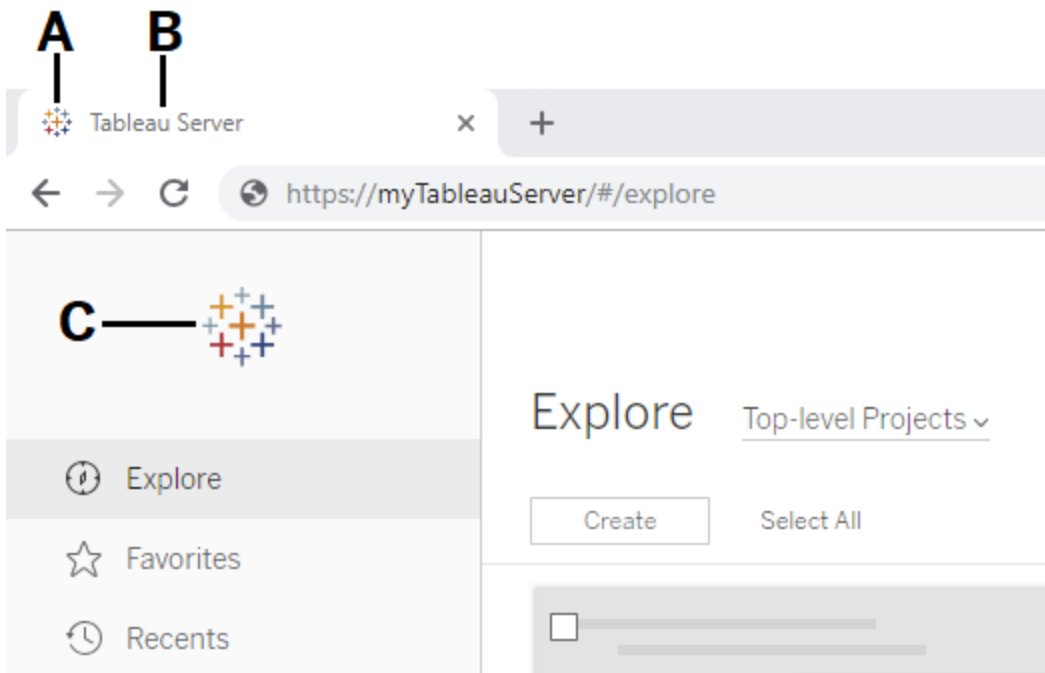 A B
Tableau Server
https://myTableauServer/#/explore
C
Explore Top-level Projects
Create Select All
Explore
Favorites
Recents